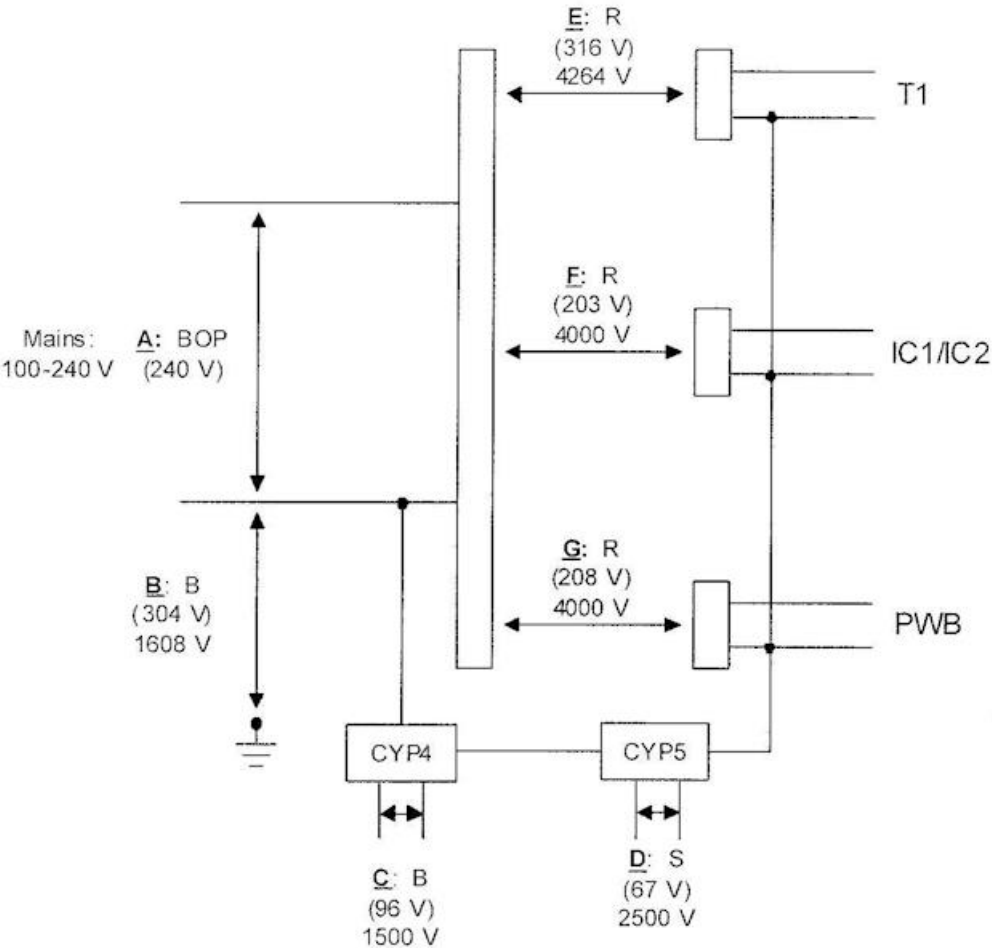 E: R
(316 V)
4264 V
T1
F: R
(203 V)
4000 V
IC1/IC2
Mains: A: BOP
100-240 V (240 V)
G: R
(208 V)
4000 V
PWB
B: B
(304 V)
1608 V
CYP4
CYP5
C: B
(96 V)
1500 V
D: S
(67 V)
2500 V